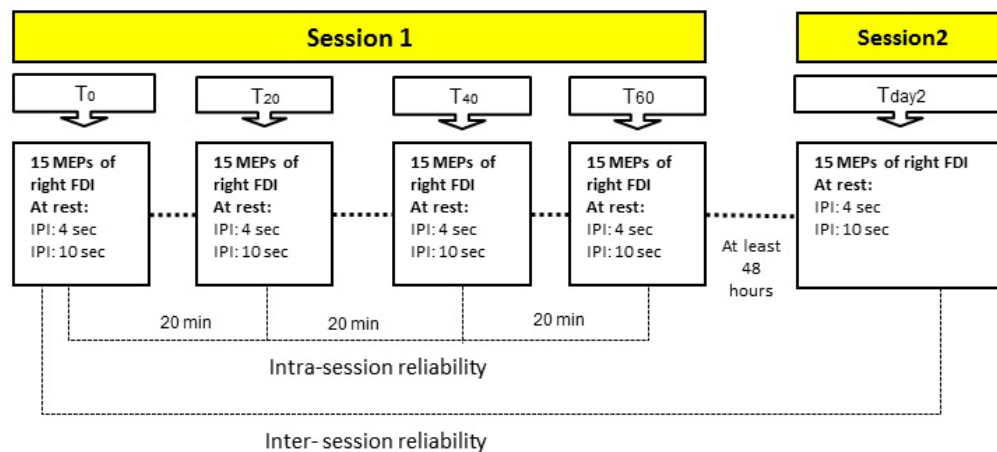 Session 1
Session2
T0
T20
T40
T60
Tday2
15 MEPs of
right FDI
At rest:
IPI: 4 sec
IPI: 10 sec
15 MEPs of
right FDI
At rest:
IPI: 4 sec
IPI: 10 sec
15 MEPs of
right FDI
At rest:
IPI: 4 sec
IPI: 10 sec
15 MEPs of
right FDI
At rest:
IPI: 4 sec
IPI: 10 sec
At least
48
hours
15 MEPs of right FDI
At rest:
IPI: 4 sec
IPI: 10 sec
20 min
20 min
20 min
Intra-session reliability
Inter- session reliability